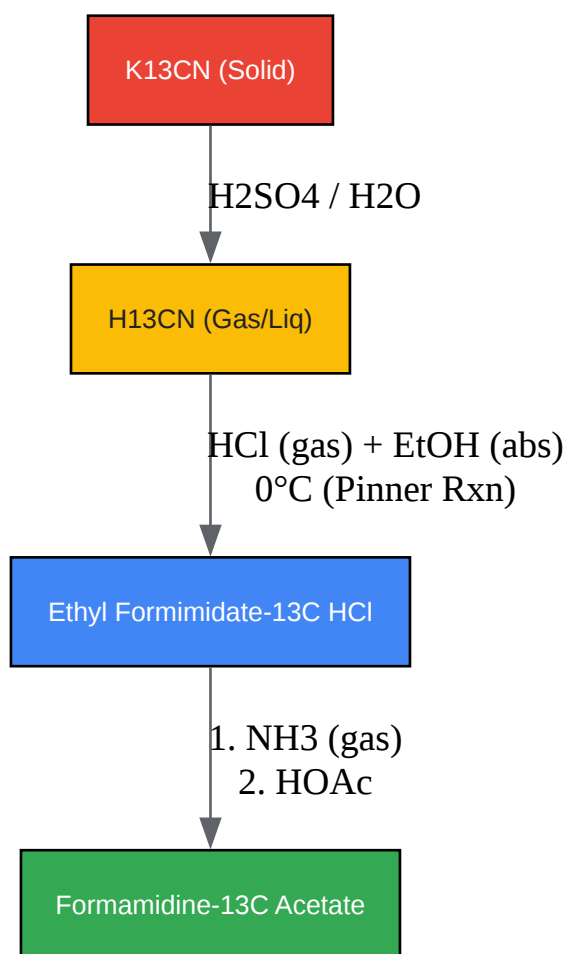 K13CN (Solid)
H2SO4 / H2O
H13CN (Gas/Liq)
HCl (gas) + EtOH (abs)
0°C (Pinner Rxn)
Ethyl Formimidate-13C HCl
1. NH3 (gas)
2. HOAc
Formamidine-13C Acetate